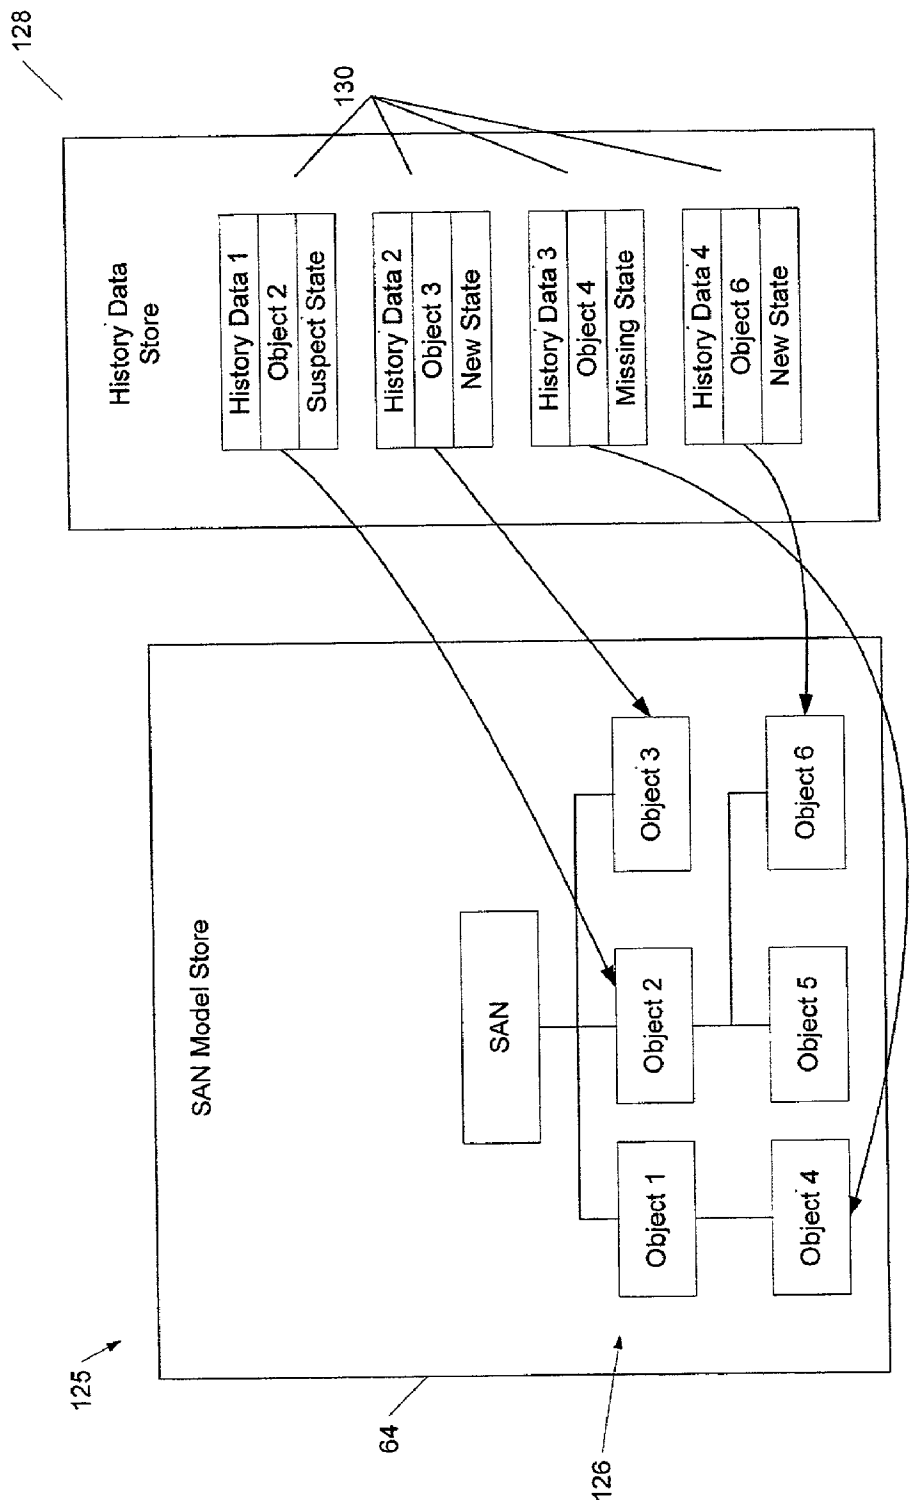 125
64
126
SAN Model Store
SAN
Object 1
Object 2
Object 3
Object 4
Object 5
Object 6
128
History Data
Store
130
History Data 1
Object 2
Suspect State
History Data 2
Object 3
New State
History Data 3
Object 4
Missing State
History Data 4
Object 6
New State